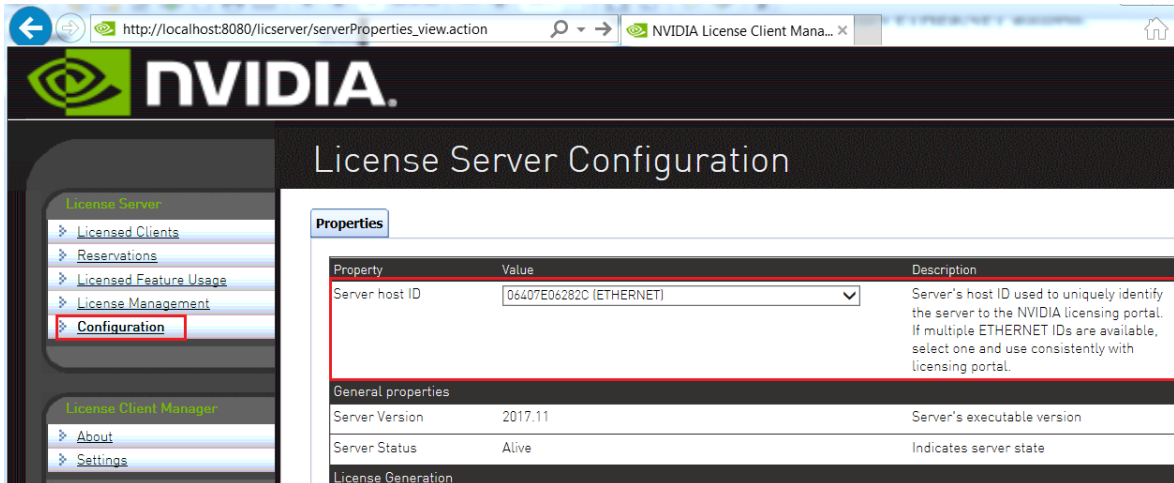 http://localhost:8080/licserver/serverProperties_view.action
NVIDIA License Client Mana...
NVIDIA.
License Server Configuration
License Server
Licensed Clients
Reservations
Licensed Feature Usage
License Management
Configuration
License Client Manager
About
Settings
Properties
Property Value Description
Server host ID 06407E06282C (ETHERNET) Server's host ID used to uniquely identify
the server to the NVIDIA licensing portal.
If multiple ETHERNET IDs are available,
select one and use consistently with
licensing portal.
General properties
Server Version 2017.11 Server's executable version
Server Status Alive Indicates server state
License Generation